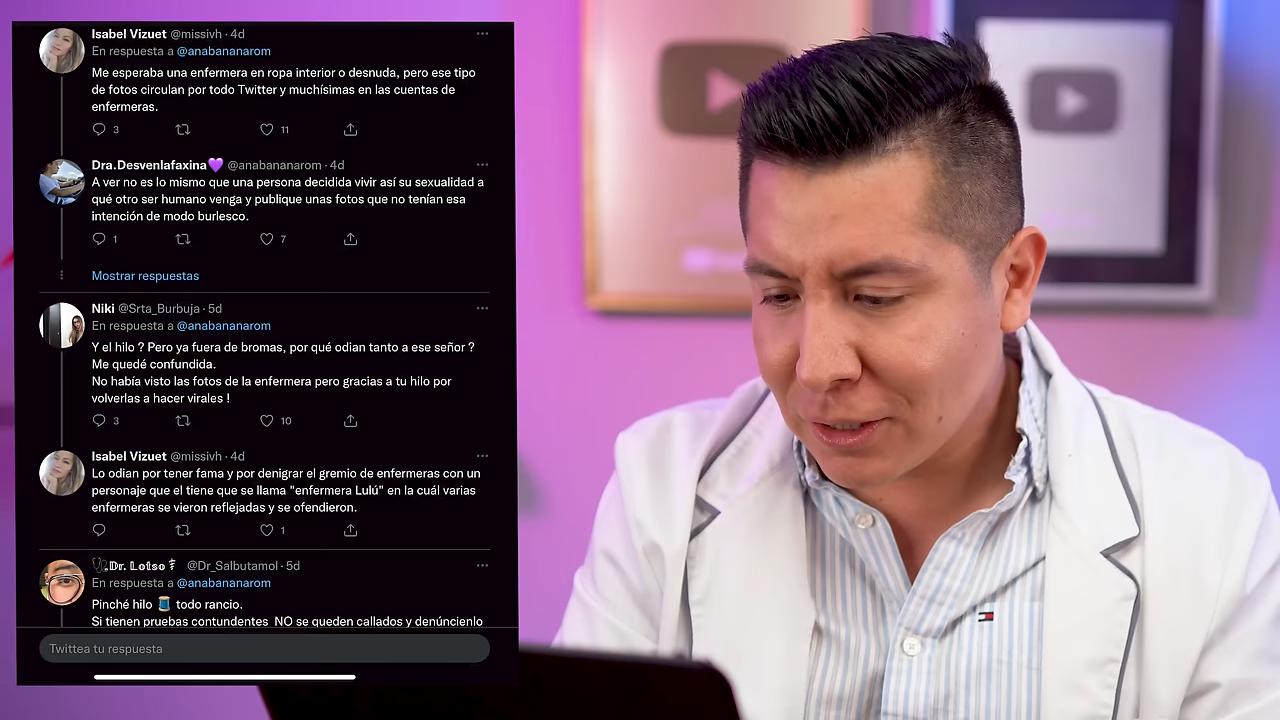 Isabel Vizuet @missivh · 4d
En respuesta a @anabananarom
Me esperaba una enfermera en ropa interior o desnuda, pero ese tipo
de fotos circulan por todo Twitter y muchísimas en las cuentas de
enfermeras.
3 11
Dra.Desvenlafaxina💜 @anabananarom · 4d
A ver no es lo mismo que una persona decidida vivir así su sexualidad a
qué otro ser humano venga y publique unas fotos que no tenían esa
intención de modo burlesco.
1 7
Mostrar respuestas
Niki @Srta_Burbuja · 5d
En respuesta a @anabananarom
Y el hilo ? Pero ya fuera de bromas, por qué odian tanto a ese señor ?
Me quedé confundida.
No había visto las fotos de la enfermera pero gracias a tu hilo por
volverlas a hacer virales !
3 10
Isabel Vizuet @missivh · 4d
Lo odian por tener fama y por denigrar el gremio de enfermeras con un
personaje que el tiene que se llama "enfermera Lulú" en la cuál varias
enfermeras se vieron reflejadas y se ofendieron.
1
🩺.𝔻𝕣. 𝕃𝕠𝕥𝕤𝕠⚕ @Dr_Salbutamol · 5d
En respuesta a @anabananarom
Pinché hilo 🧵 todo rancio.
Si tienen pruebas contundentes NO se queden callados y denúncienlo
Twittea tu respuesta